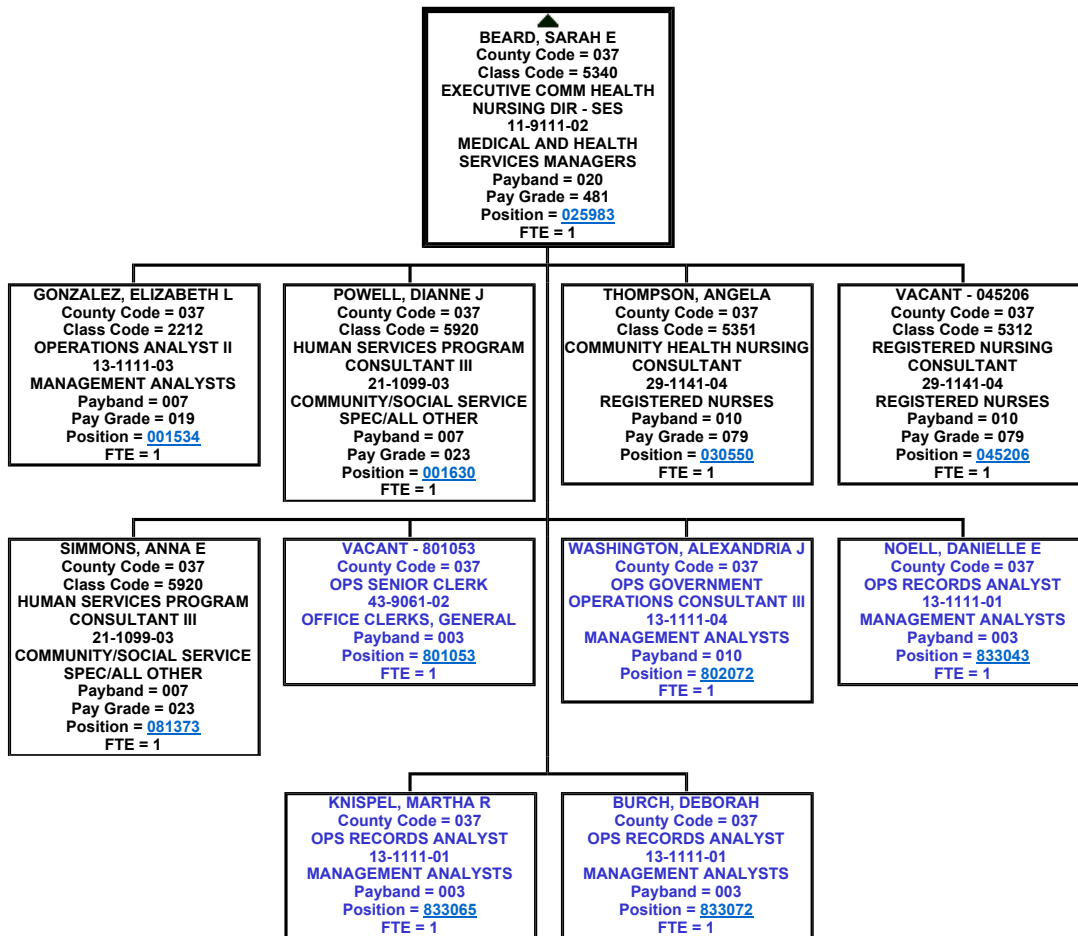 BEARD, SARAH E
County Code = 037
Class Code = 5340
EXECUTIVE COMM HEALTH
NURSING DIR - SES
11-9111-02
MEDICAL AND HEALTH
SERVICES MANAGERS
Payband = 020
Pay Grade = 481
Position = 025983
FTE = 1
GONZALEZ, ELIZABETH L
County Code = 037
Class Code = 2212
OPERATIONS ANALYST II
13-1111-03
MANAGEMENT ANALYSTS
Payband = 007
Pay Grade = 019
Position = 001534
FTE = 1
POWELL, DIANNE J
County Code = 037
Class Code = 5920
HUMAN SERVICES PROGRAM
CONSULTANT III
21-1099-03
COMMUNITY/SOCIAL SERVICE
SPEC/ALL OTHER
Payband = 007
Pay Grade = 023
Position = 001630
FTE = 1
THOMPSON, ANGELA
County Code = 037
Class Code = 5351
COMMUNITY HEALTH NURSING
CONSULTANT
29-1141-04
REGISTERED NURSES
Payband = 010
Pay Grade = 079
Position = 030550
FTE = 1
VACANT - 045206
County Code = 037
Class Code = 5312
REGISTERED NURSING
CONSULTANT
29-1141-04
REGISTERED NURSES
Payband = 010
Pay Grade = 079
Position = 045206
FTE = 1
SIMMONS, ANNA E
County Code = 037
Class Code = 5920
HUMAN SERVICES PROGRAM
CONSULTANT III
21-1099-03
COMMUNITY/SOCIAL SERVICE
SPEC/ALL OTHER
Payband = 007
Pay Grade = 023
Position = 081373
FTE = 1
VACANT - 801053
County Code = 037
OPS SENIOR CLERK
43-9061-02
OFFICE CLERKS, GENERAL
Payband = 003
Position = 801053
FTE = 1
WASHINGTON, ALEXANDRIA J
County Code = 037
OPS GOVERNMENT
OPERATIONS CONSULTANT III
13-1111-04
MANAGEMENT ANALYSTS
Payband = 010
Position = 802072
FTE = 1
NOELL, DANIELLE E
County Code = 037
OPS RECORDS ANALYST
13-1111-01
MANAGEMENT ANALYSTS
Payband = 003
Position = 833043
FTE = 1
KNISPEL, MARTHA R
County Code = 037
OPS RECORDS ANALYST
13-1111-01
MANAGEMENT ANALYSTS
Payband = 003
Position = 833065
FTE = 1
BURCH, DEBORAH
County Code = 037
OPS RECORDS ANALYST
13-1111-01
MANAGEMENT ANALYSTS
Payband = 003
Position = 833072
FTE = 1